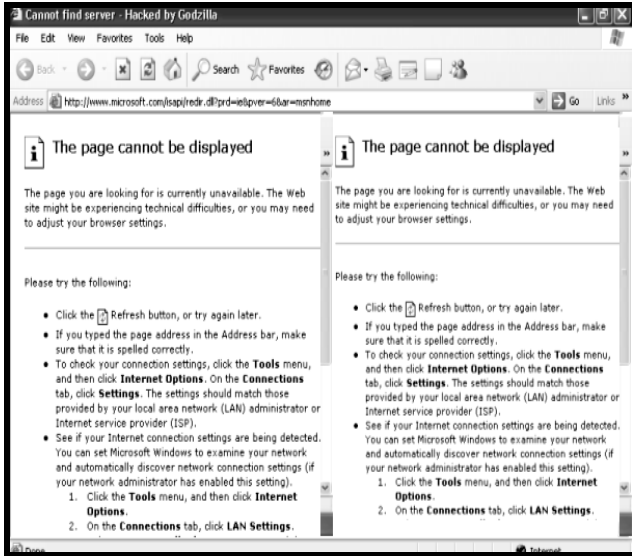 Cannot find server - Hacked by Godzilla
File Edit View Favorites Tools Help
Back Search Favorites
Address http://www.microsoft.com/isapi/redir.dll?prd=ie&pver=6&ar=msnhome Go Links »
The page cannot be displayed
The page you are looking for is currently unavailable. The Web
site might be experiencing technical difficulties, or you may need
to adjust your browser settings.
Please try the following:
Click the Refresh button, or try again later.
If you typed the page address in the Address bar, make
sure that it is spelled correctly.
To check your connection settings, click the Tools menu,
and then click Internet Options. On the Connections
tab, click Settings. The settings should match those
provided by your local area network (LAN) administrator or
Internet service provider (ISP).
See if your Internet connection settings are being detected.
You can set Microsoft Windows to examine your network
and automatically discover network connection settings (if
your network administrator has enabled this setting).
1. Click the Tools menu, and then click Internet
Options.
2. On the Connections tab, click LAN Settings.
The page cannot be displayed
The page you are looking for is currently unavailable. The Web
site might be experiencing technical difficulties, or you may need
to adjust your browser settings.
Please try the following:
Click the Refresh button, or try again later.
If you typed the page address in the Address bar, make
sure that it is spelled correctly.
To check your connection settings, click the Tools menu,
and then click Internet Options. On the Connections
tab, click Settings. The settings should match those
provided by your local area network (LAN) administrator or
Internet service provider (ISP).
See if your Internet connection settings are being detected.
You can set Microsoft Windows to examine your network
and automatically discover network connection settings (if
your network administrator has enabled this setting).
1. Click the Tools menu, and then click Internet
Options.
2. On the Connections tab, click LAN Settings.
Done Internet